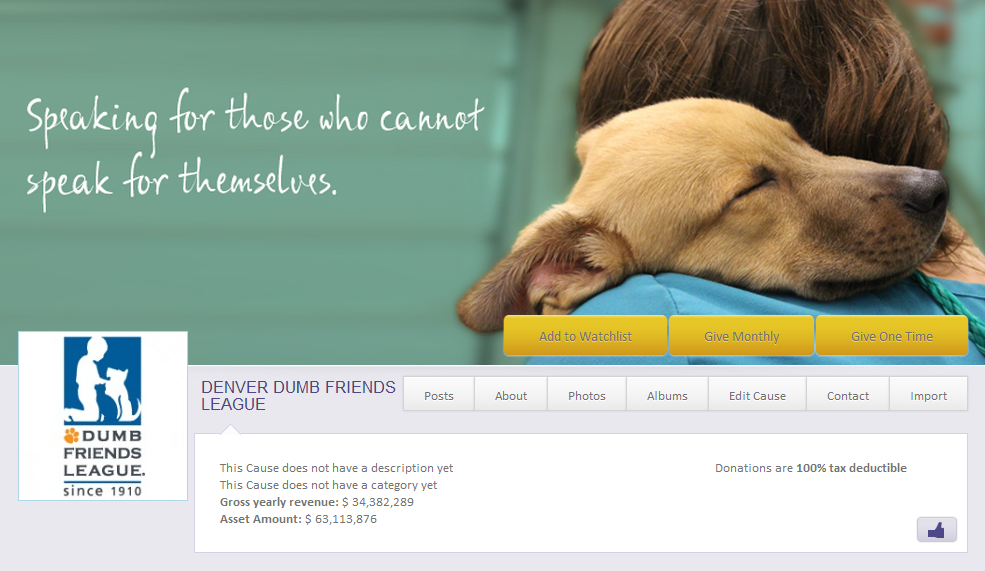 Speaking for those who cannot
speak for themselves.
Add to Watchlist
Give Monthly
Give One Time
DUMB
FRIENDS
LEAGUE.
since 1910
DENVER DUMB FRIENDS
LEAGUE
Posts
About
Photos
Albums
Edit Cause
Contact
Import
This Cause does not have a description yet
This Cause does not have a category yet
Gross yearly revenue: $ 34,382,289
Asset Amount: $ 63,113,876
Donations are 100% tax deductible